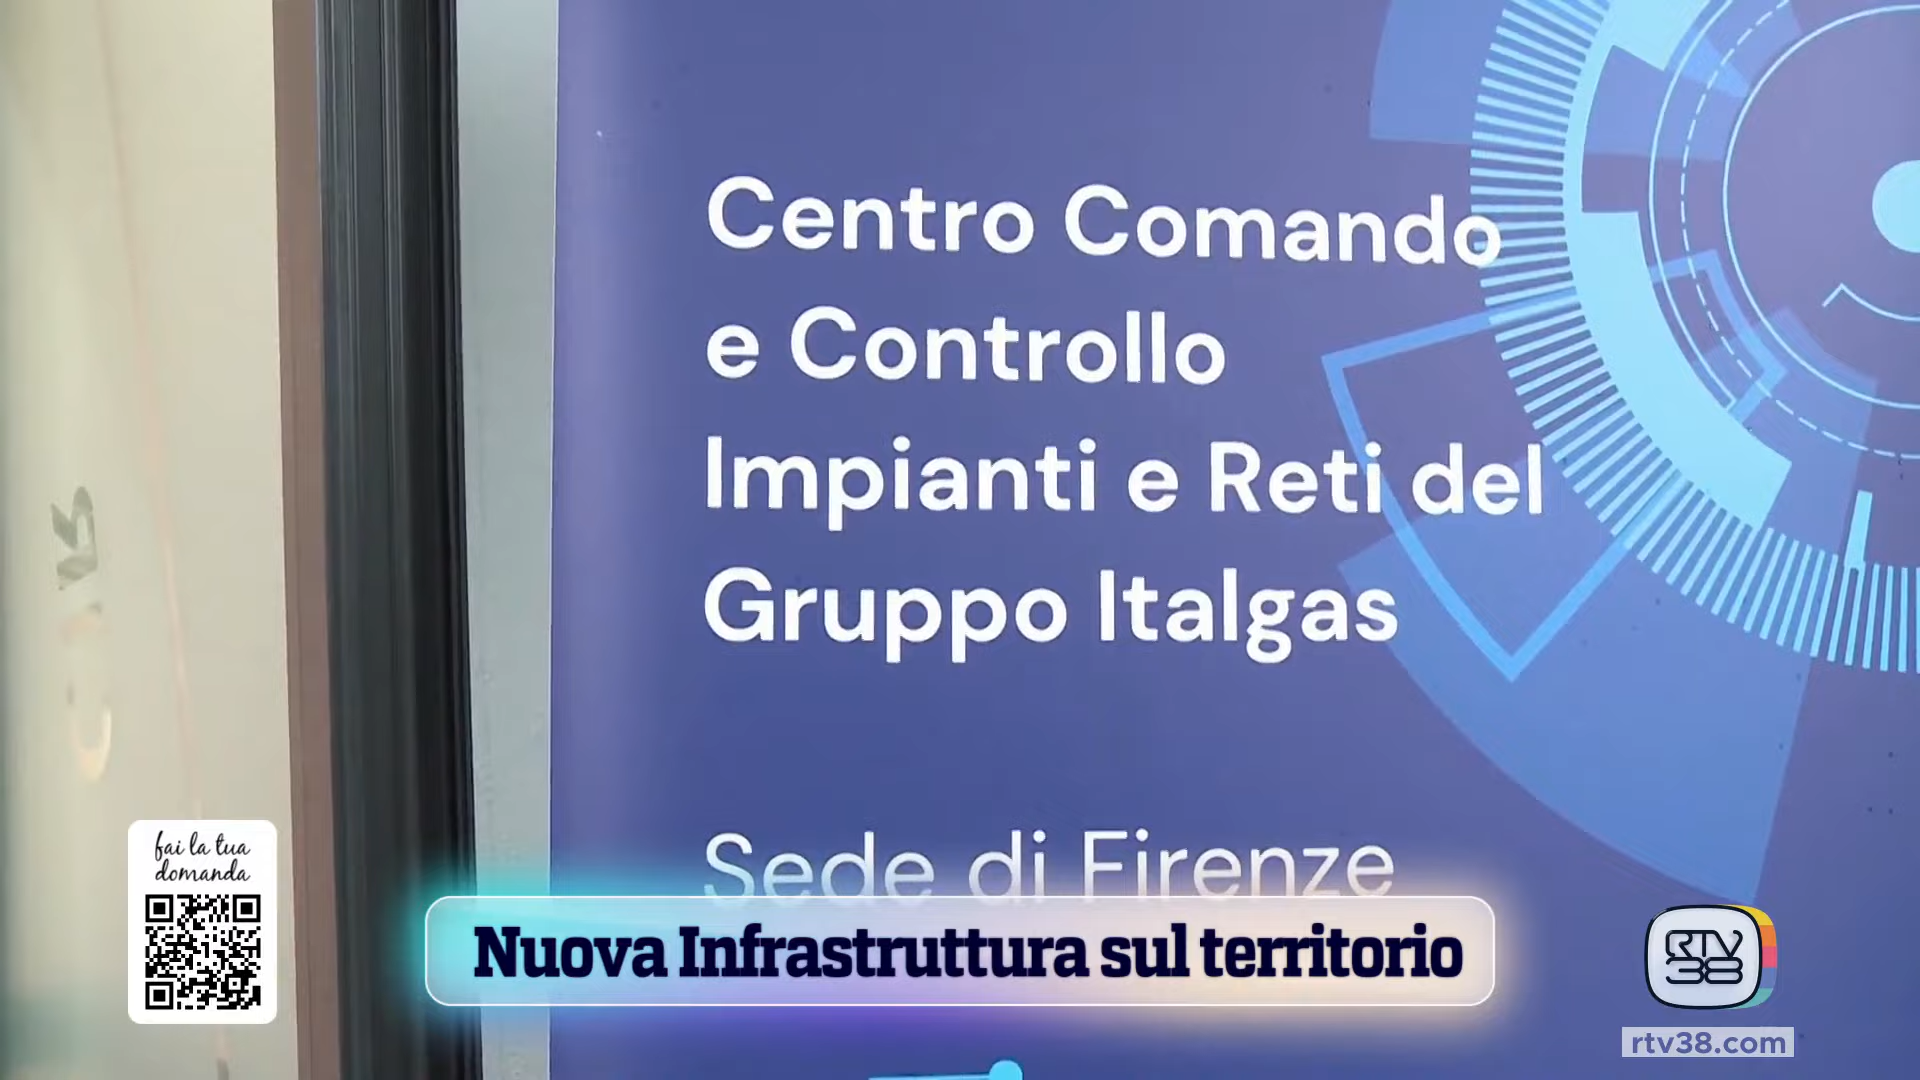 Centro Comando
e Controllo
Impianti e Reti del
Gruppo Italgas
Sede di Firenze
fai la tua
domanda
Nuova Infrastruttura sul territorio
RTV
38
rtv38.com